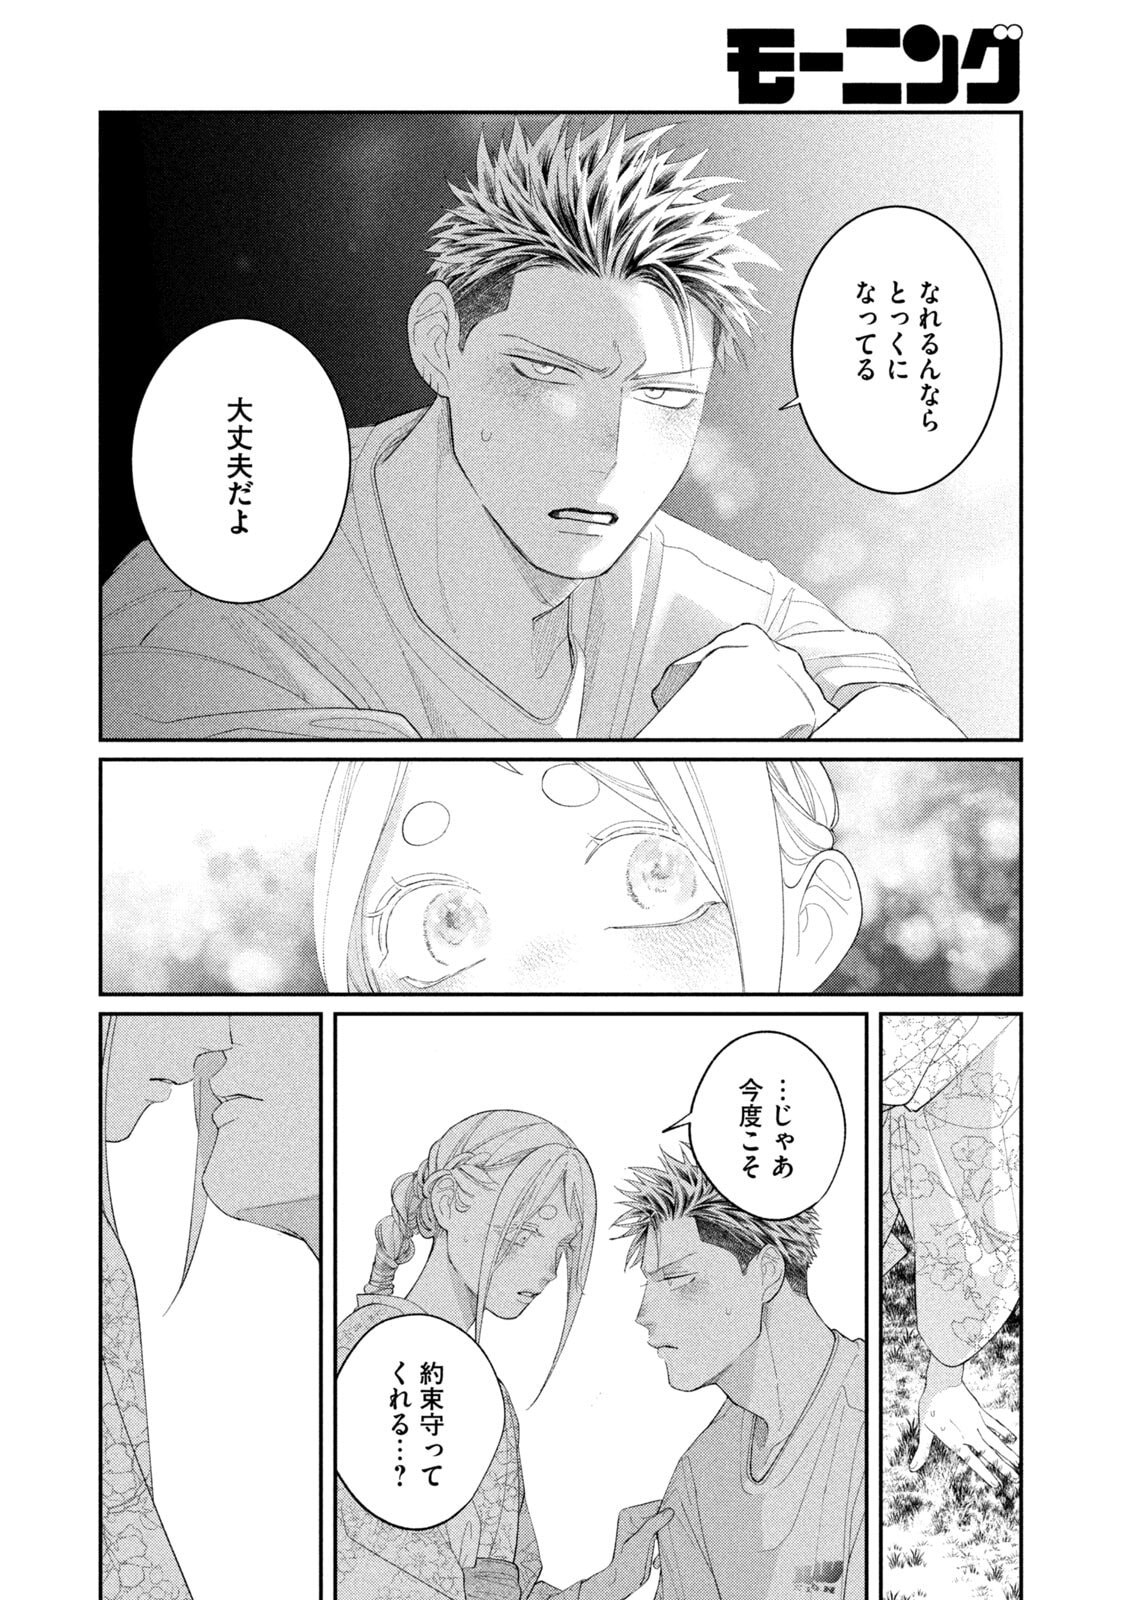 モーニング
なれるんなら
とっくに
なってる
大丈夫だよ
…じゃあ
今度こそ
約束守って
くれる…？